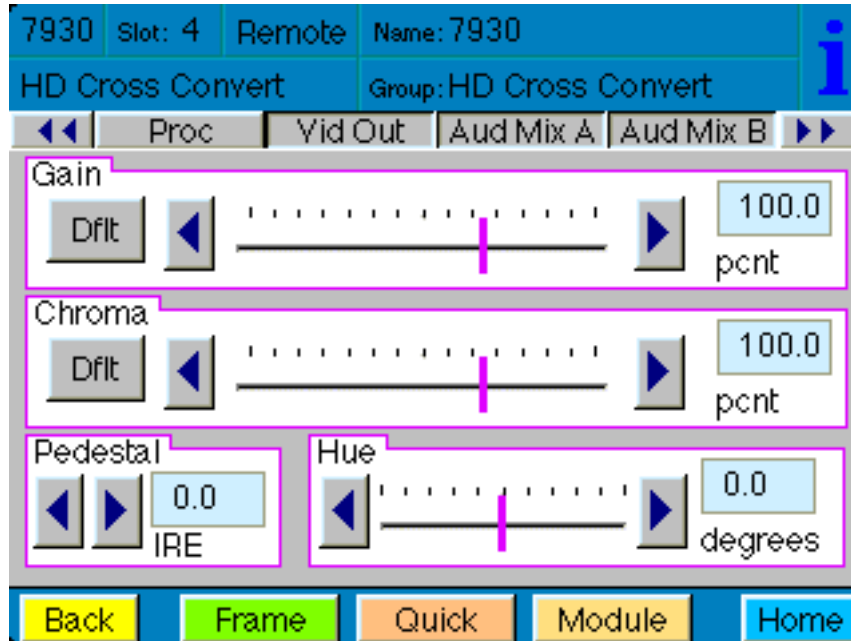 7930 Slot: 4 Remote Name: 7930 i
HD Cross Convert Group: HD Cross Convert
Proc Vid Out Aud Mix A Aud Mix B
Gain
Dflt 100.0
pcnt
Chroma
Dflt 100.0
pcnt
Pedestal Hue
0.0 0.0
IRE degrees
Back Frame Quick Module Home